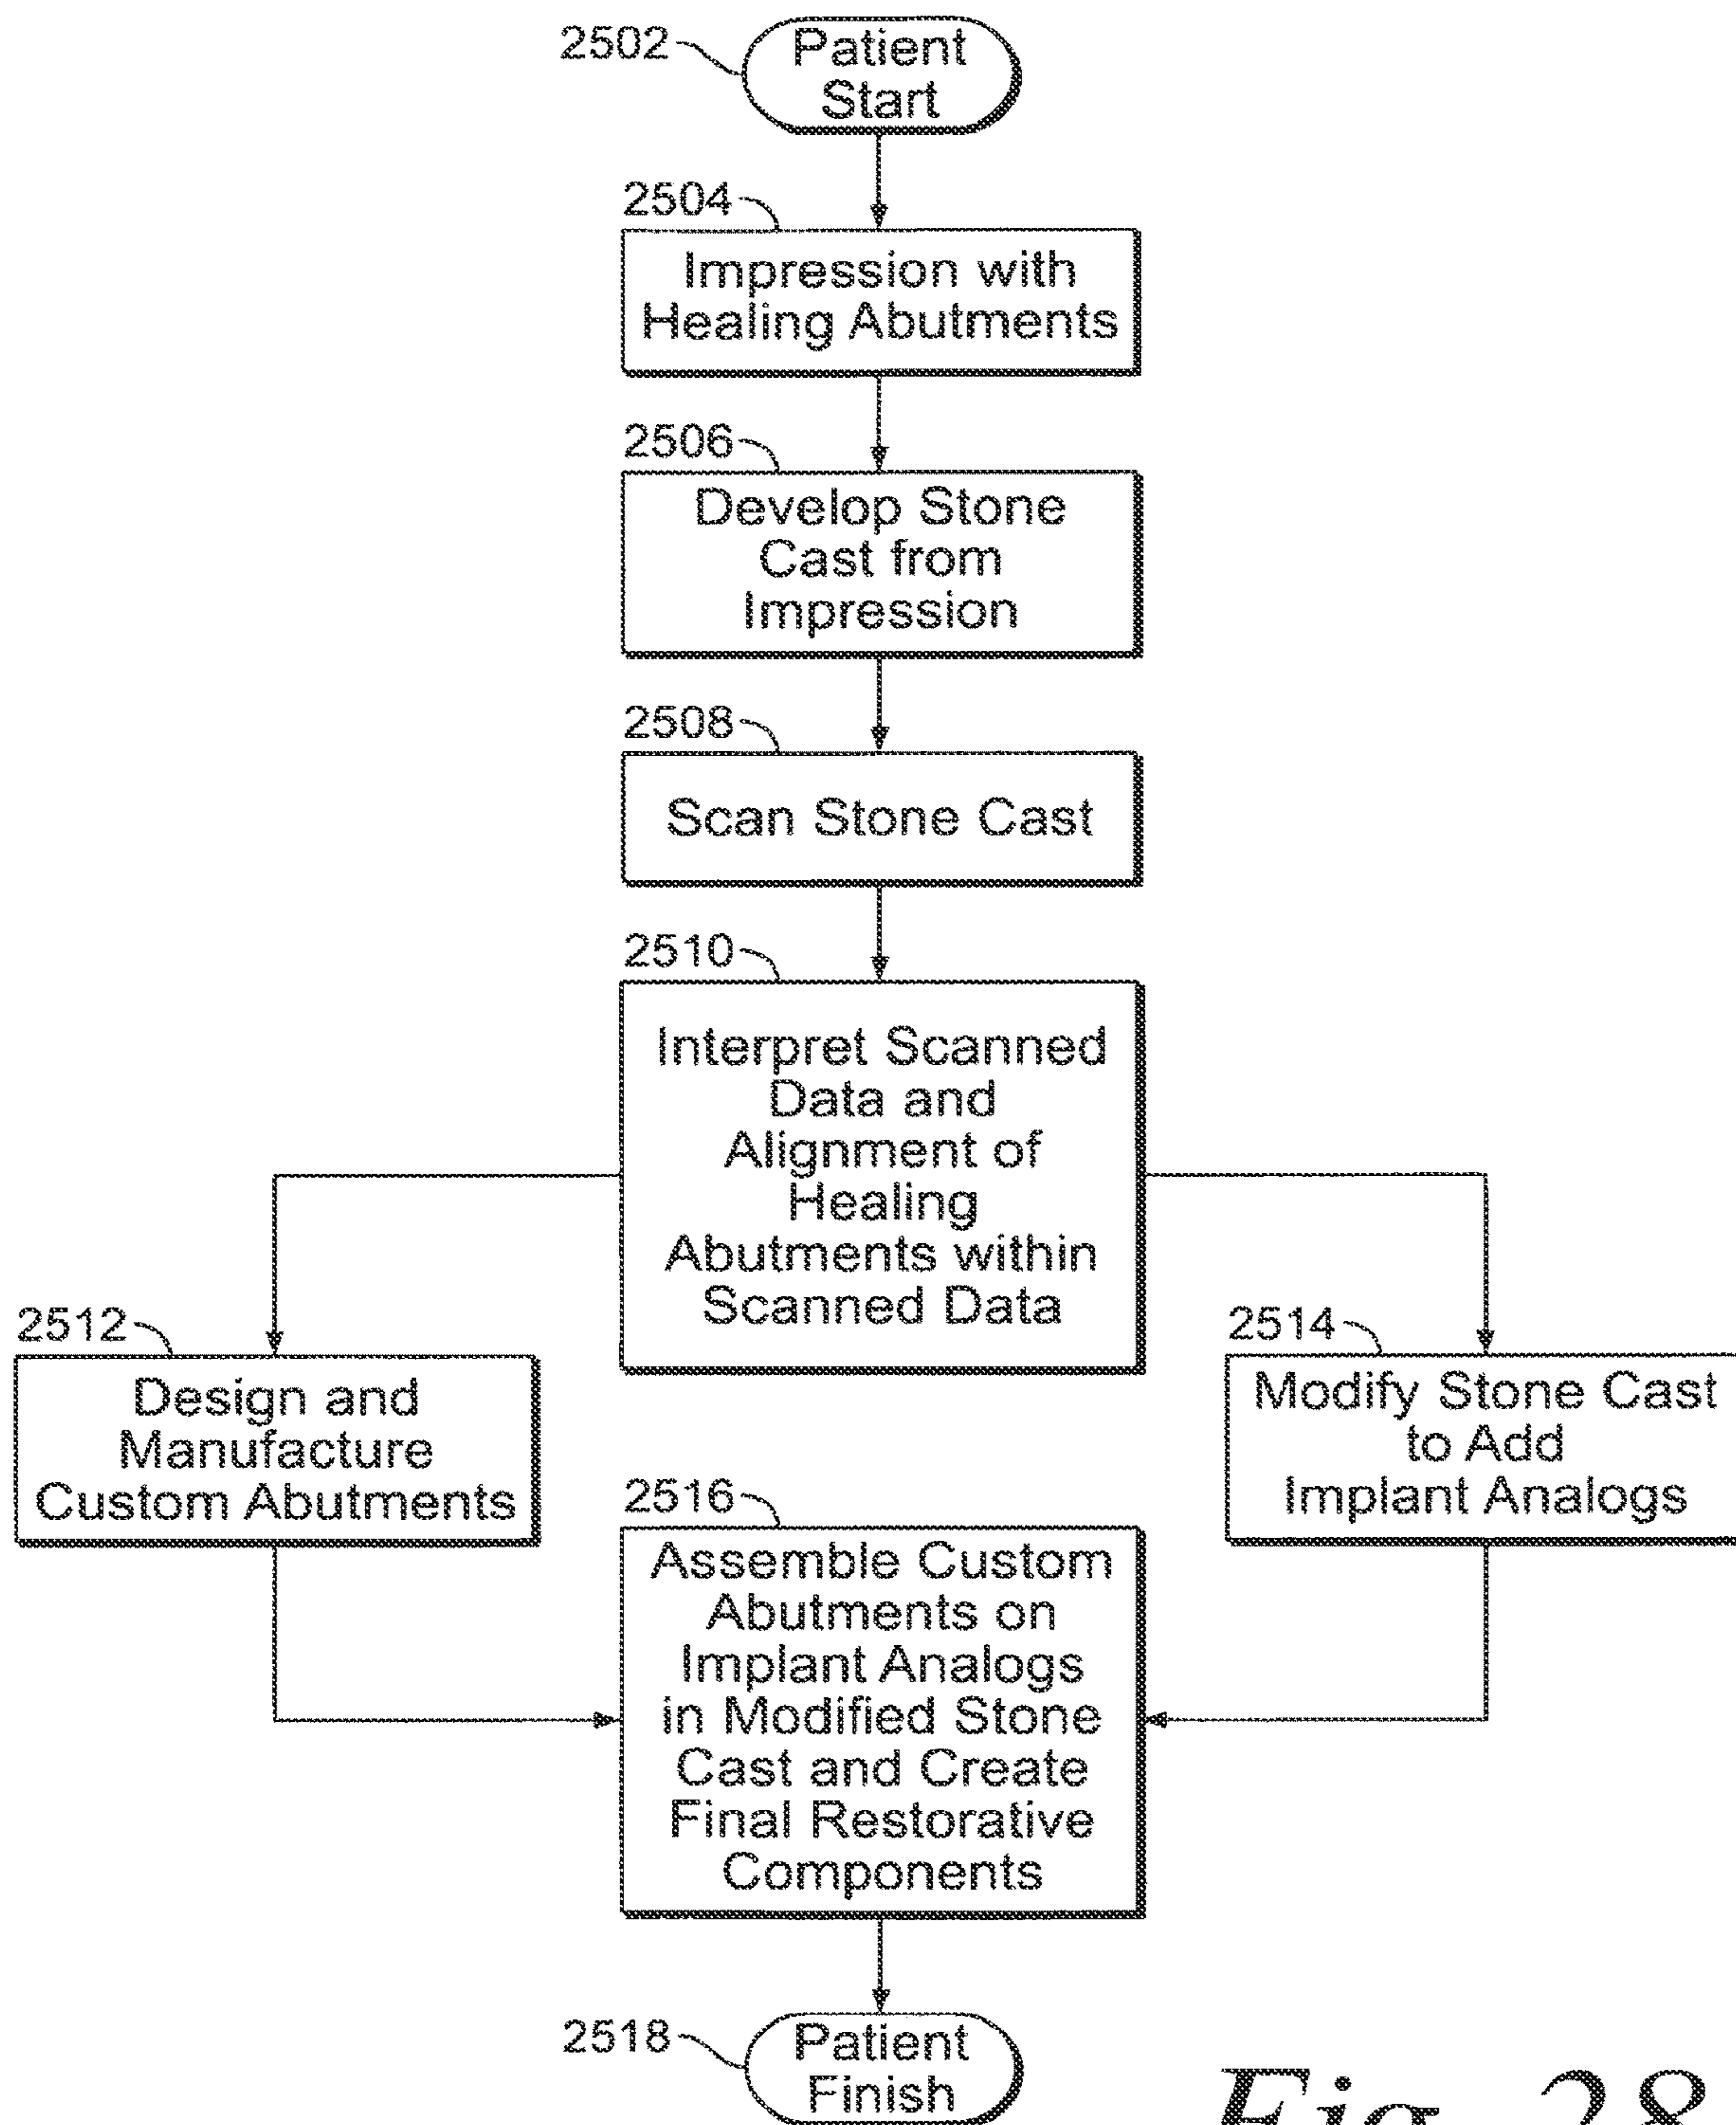 2502
Patient
Start
2504
Impression with
Healing Abutments
2506
Develop Stone
Cast from
Impression
2508
Scan Stone Cast
2510
Interpret Scanned
Data and
Alignment of
Healing
Abutments within
Scanned Data
2512
Design and
Manufacture
Custom Abutments
2514
Modify Stone Cast
to Add
Implant Analogs
2516
Assemble Custom
Abutments on
Implant Analogs
in Modified Stone
Cast and Create
Final Restorative
Components
2518
Patient
Finish
Fig. 28